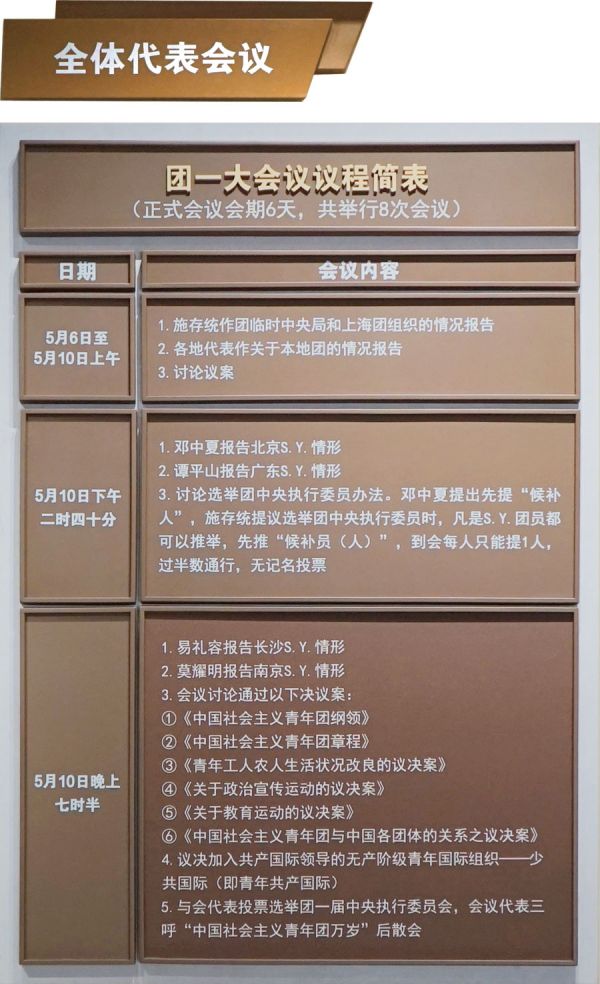 全体代表会议
团一大会议议程简表
（正式会议会期6天，共举行8次会议）
日期
会议内容
5月6日至
5月10日上午
1.施存统作团临时中央局和上海团组织的情况报告
2.各地代表作关于本地团的情况报告
3.讨论议案
5月10日下午
二时四十分
1.邓中夏报告北京S.Y.情形
2.谭平山报告广东S.Y.情形
3.讨论选举团中央执行委员办法。邓中夏提出先提“候补
人”，施存统提议选举团中央执行委员时，凡是S.Y.团员都
可以推举，先推“候补员（人）”，到会每人只能提1人，
过半数通行，无记名投票
5月10日晚上
七时半
1.易礼容报告长沙S.Y.情形
2.莫耀明报告南京S.Y.情形
3.会议讨论通过以下决议案：
①《中国社会主义青年团纲领》
②《中国社会主义青年团章程》
③《青年工人农人生活状况改良的议决案》
④《关于政治宣传运动的议决案》
⑤《关于教育运动的议决案》
⑥《中国社会主义青年团与中国各团体的关系之议决案》
4.议决加入共产国际领导的无产阶级青年国际组织——少
共国际（即青年共产国际）
5.与会代表投票选举团一届中央执行委员会，会议代表三
呼“中国社会主义青年团万岁”后散会